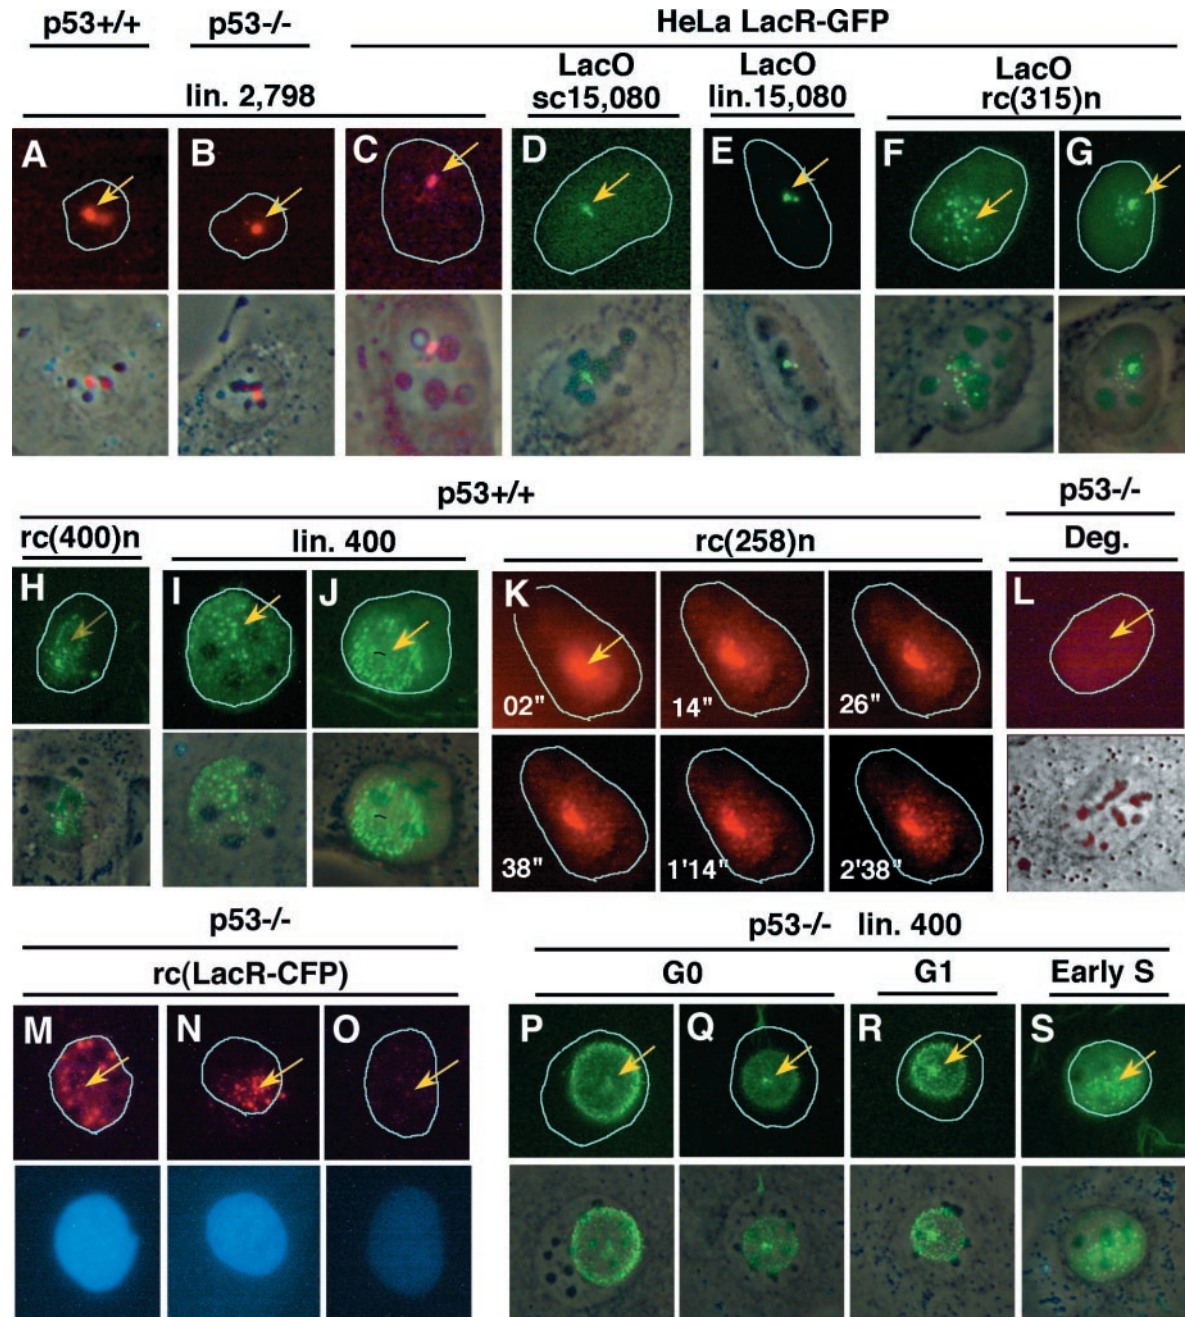 p53+/+ p53-/- HeLa LacR-GFP
lin. 2,798 LacO LacO LacO
sc15,080 lin.15,080 rc(315)n
A B C D E F G
p53+/+ p53-/-
rc(400)n lin. 400 rc(258)n Deg.
H I J K L
02" 14" 26"
38" 1'14" 2'38"
p53-/- p53-/- lin. 400
rc(LacR-CFP) G0 G1 Early S
M N O P Q R S